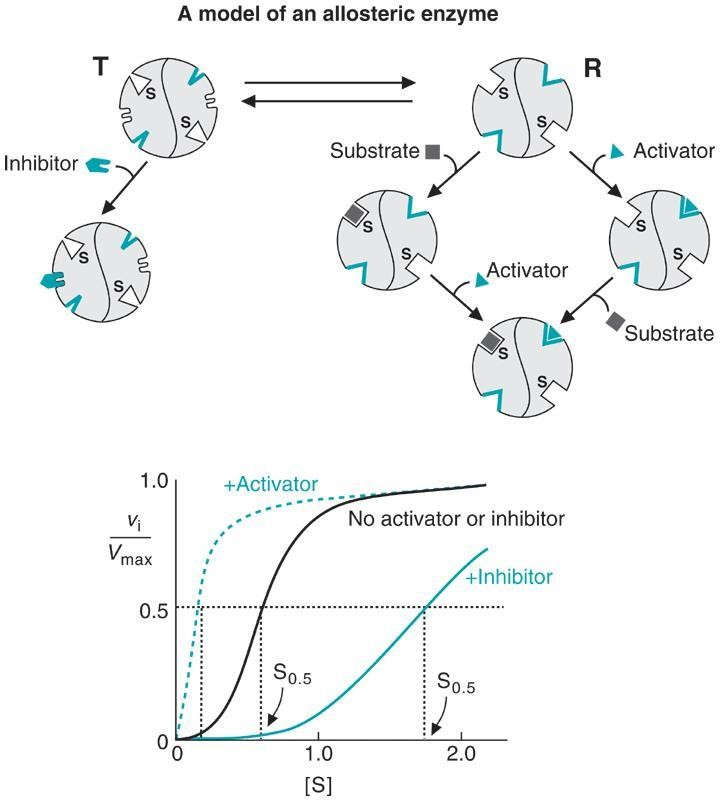 A model of an allosteric enzyme
T
R
S
S
S
S
Inhibitor
Substrate
Activator
S
S
S
S
S
S
Activator
Substrate
S
S
1.0
+Activator
No activator or inhibitor
vi
Vmax
+Inhibitor
0.5
S0.5
S0.5
0
0
1.0
2.0
[S]